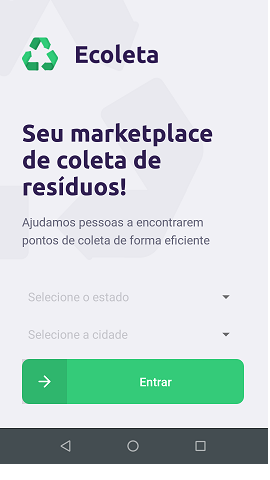 Ecoleta
Seu marketplace
de coleta de
resíduos!
Ajudamos pessoas a encontrarem
pontos de coleta de forma eficiente
Selecione o estado
Selecione a cidade
Entrar